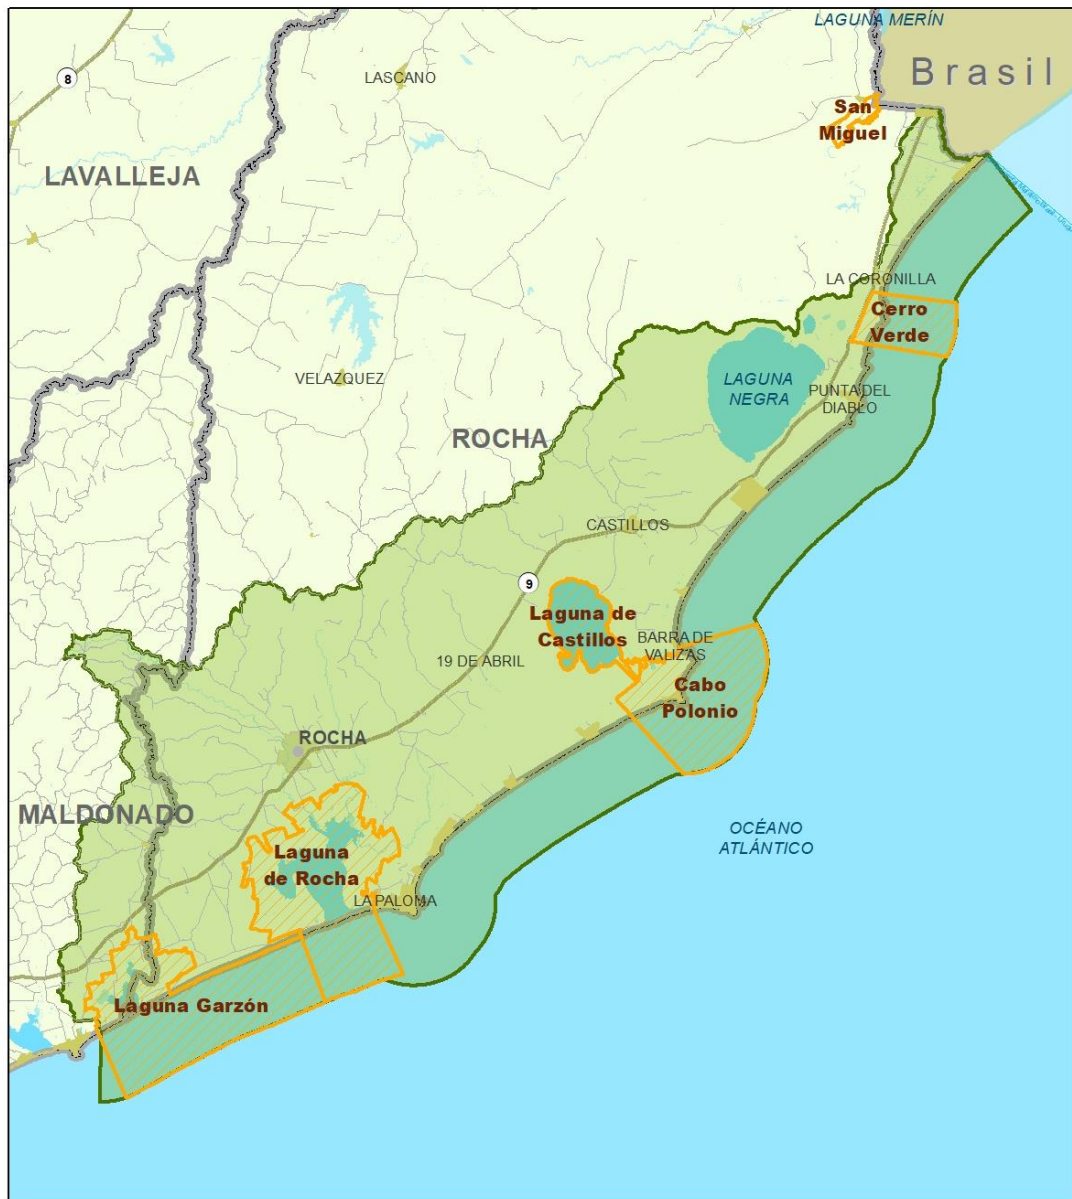 LAGUNA MERÍN
8
LASCANO
Brasil
San
Miguel
LAVALLEJA
LA CORONILLA
Cerro
Verde
VELAZQUEZ
LAGUNA
NEGRA
PUNTA DEL
DIABLO
ROCHA
CASTILLOS
9
Laguna de
Castillos
BARRA DE
VALIZAS
19 DE ABRIL
Cabo
Polonio
ROCHA
MALDONADO
OCÉANO
ATLÁNTICO
Laguna
de Rocha
LA PALOMA
Laguna Garzón